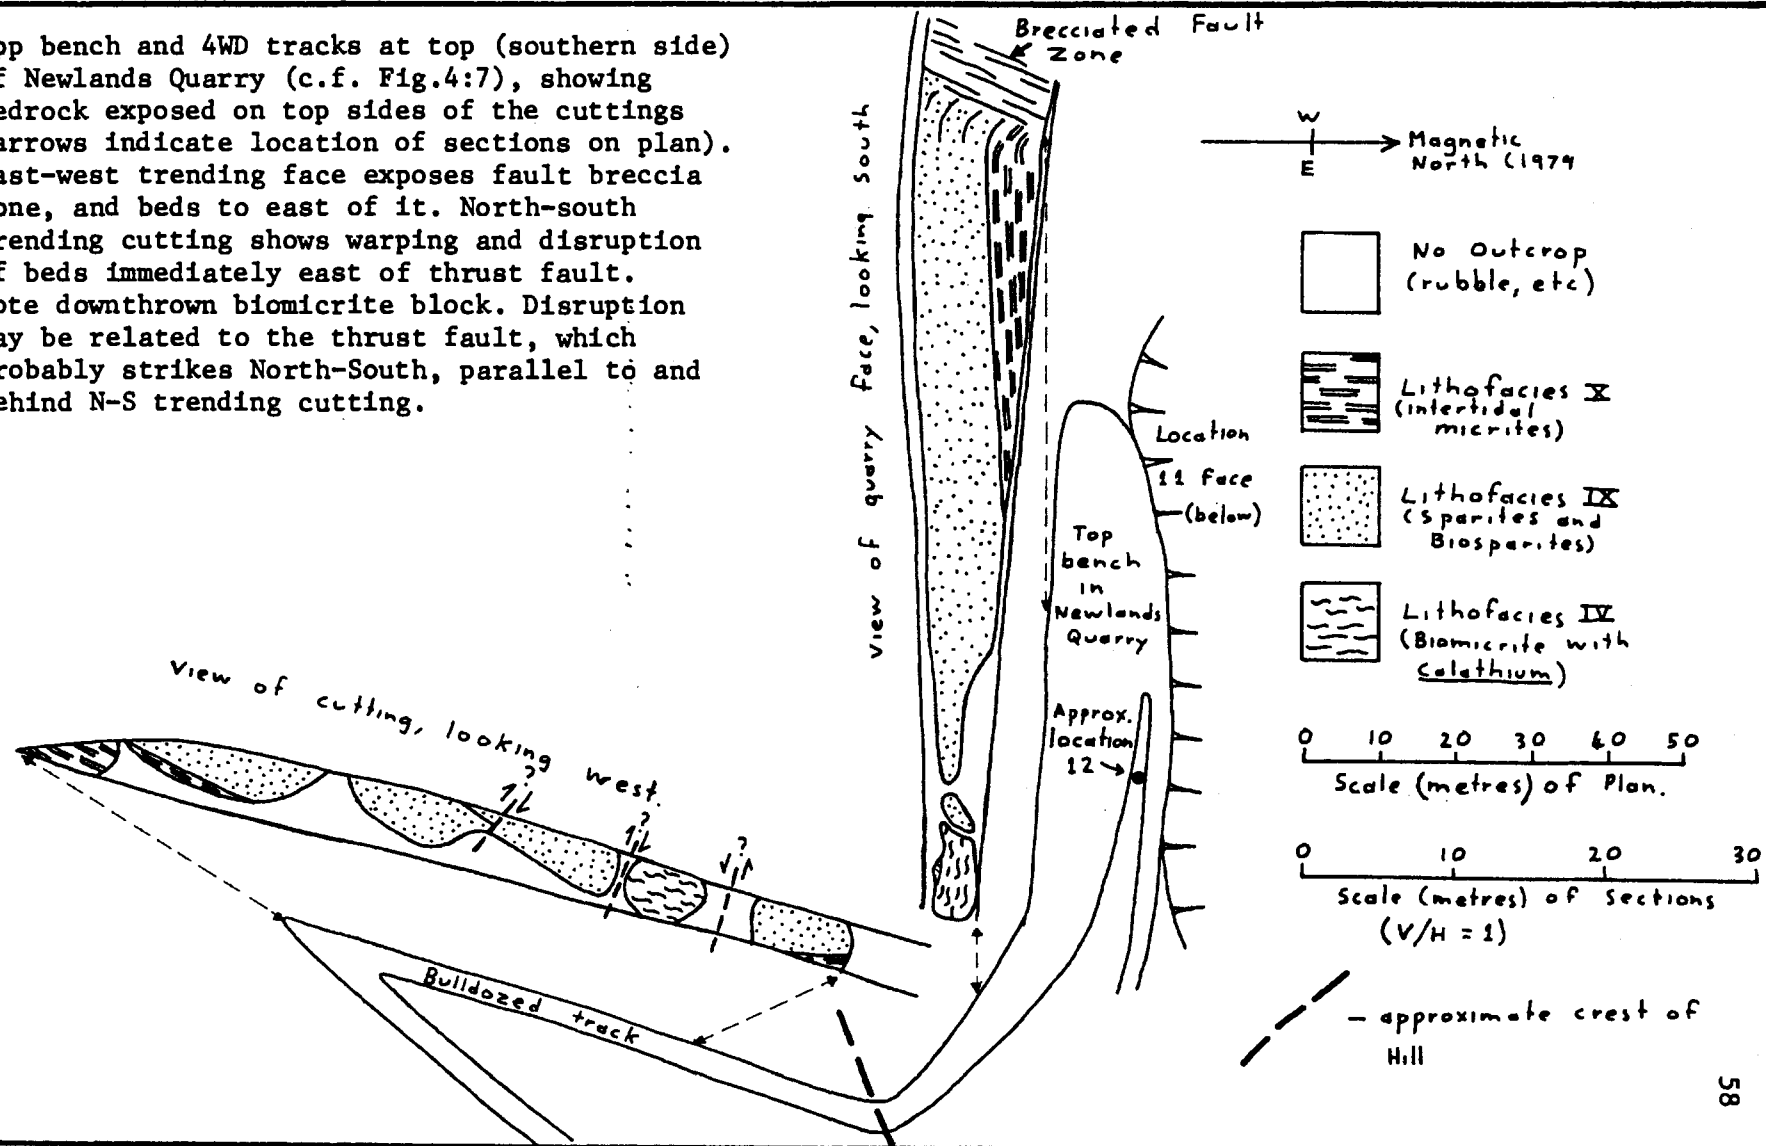 op bench and 4WD tracks at top (southern side)
f Newlands Quarry (c.f. Fig.4:7), showing
edrock exposed on top sides of the cuttings
arrows indicate location of sections on plan).
ast-west trending face exposes fault breccia
one, and beds to east of it. North-south
rending cutting shows warping and disruption
f beds immediately east of thrust fault.
ote downthrown biomicrite block. Disruption
ay be related to the thrust fault, which
robably strikes North-South, parallel to and
ehind N-S trending cutting.
Brecciated Fault
Zone
View of quarry face, looking south
W
E
Magnetic
North (1979
No Outcrop
(rubble, etc)
Lithofacies X
(intertidal
micrites)
Lithofacies IX
(Sparites and
Biosparites)
Lithofacies IV
(Biomicrite with
Calathium)
0 10 20 30 40 50
Scale (metres) of Plan.
0 10 20 30
Scale (metres) of Sections
(V/H = 1)
— approximate crest of
Hill
Location
11 Face
(below)
Top
bench
in
Newlands
Quarry
Approx.
location
12
View of cutting, looking west.
?
?
?
Bulldozed track
58